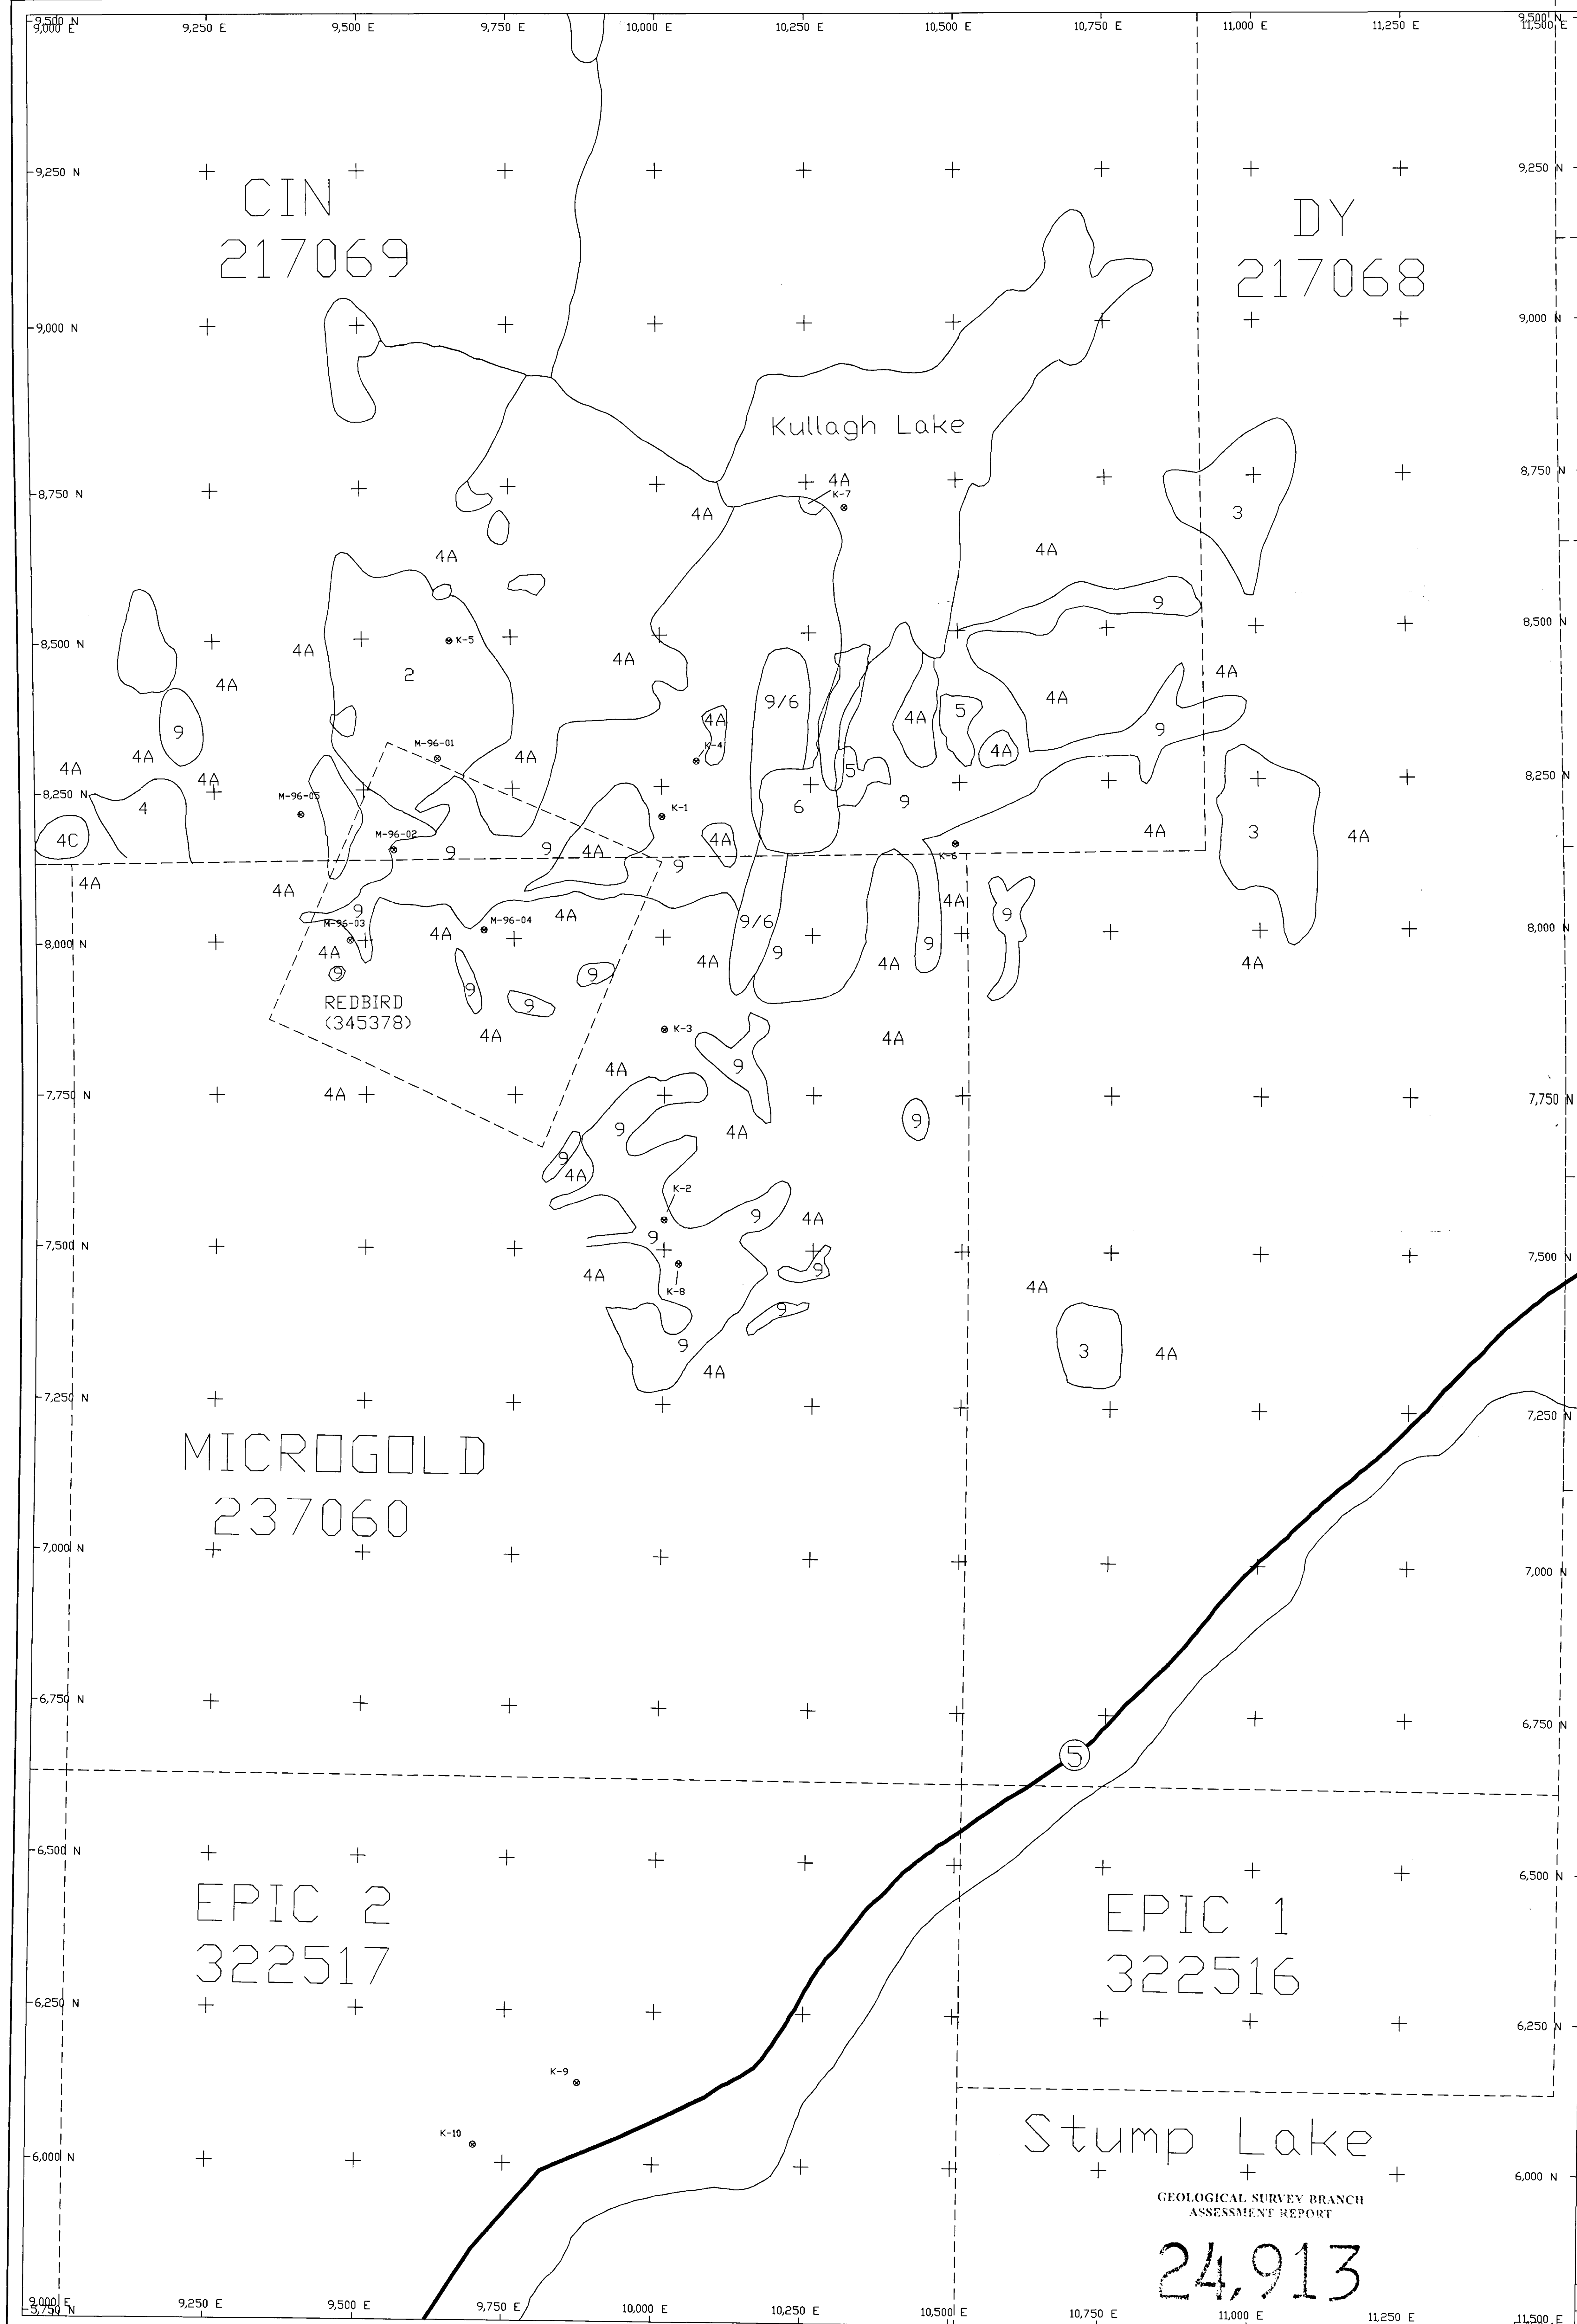 9,500 N
9,000 E
9,250 E
9,500 E
9,750 E
10,000 E
10,250 E
10,500 E
10,750 E
11,000 E
11,250 E
9,500 N
11,500 E
9,250 N
9,250 N
CIN
217069
DY
217068
9,000 N
9,000 N
Kullagh Lake
8,750 N
8,750 N
4A
K-7
4A
3
4A
4A
9
8,500 N
8,500 N
4A
K-5
4A
2
4A
4A
4A
9/6
4A
4A
5
9
9
M-96-01
4A
K-4
4A
4A
4A
4A
4A
5
8,250 N
8,250 N
M-96-05
4
K-1
6
9
4C
M-96-02
9
9
4A
4A
9
K-6
4A
3
4A
4A
4A
9
4A
9/6
4A
9
M-96-03
M-96-04
4A
9
9
8,000 N
8,000 N
4A
4A
4A
4A
9
9
9
9
REDBIRD
(345378)
4A
K-3
4A
9
4A
7,750 N
4A
7,750 N
9
9
4A
9
4A
K-2
9
4A
9
7,500 N
7,500 N
4A
9
K-8
4A
9
9
4A
3
4A
7,250 N
7,250 N
MICROGOLD
237060
7,000 N
7,000 N
6,750 N
6,750 N
5
6,500 N
6,500 N
EPIC 2
322517
EPIC 1
322516
6,250 N
6,250 N
K-9
K-10
Stump Lake
6,000 N
6,000 N
GEOLOGICAL SURVEY BRANCH
ASSESSMENT REPORT
24,913
9,000 E
5,750 N
9,250 E
9,500 E
9,750 E
10,000 E
10,250 E
10,500 E
10,750 E
11,000 E
11,250 E
11,500 E